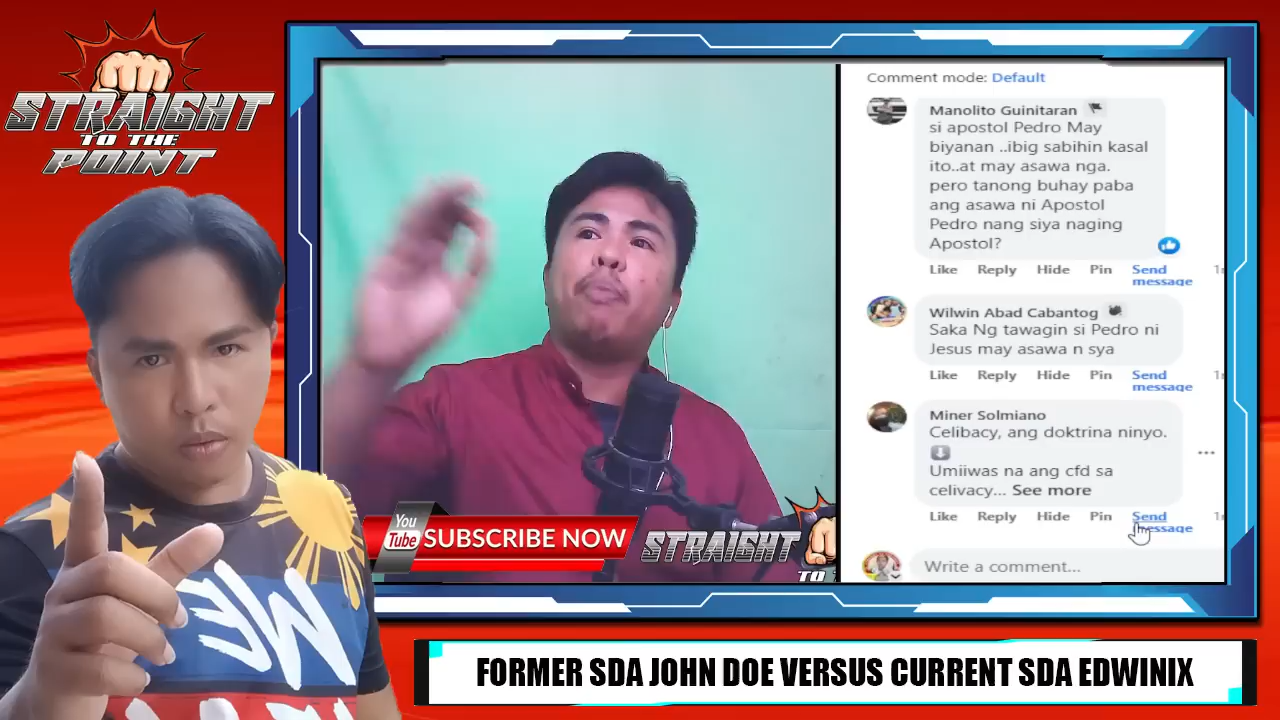 STRAIGHT
TO THE
POINT
Comment mode: Default
Manolito Guinitaran
si apostol Pedro May
biyanan ..ibig sabihin kasal
ito..at may asawa nga.
pero tanong buhay paba
ang asawa ni Apostol
Pedro nang siya naging
Apostol?
Like Reply Hide Pin Send message
Wilwin Abad Cabantog
Saka Ng tawagin si Pedro ni
Jesus may asawa n sya
Like Reply Hide Pin Send message
Miner Solmiano
Celibacy, ang doktrina ninyo.
Umiiwas na ang cfd sa
celivacy... See more
Like Reply Hide Pin Send message
Write a comment...
You
Tube
SUBSCRIBE NOW
STRAIGHT
TO
FORMER SDA JOHN DOE VERSUS CURRENT SDA EDWINIX